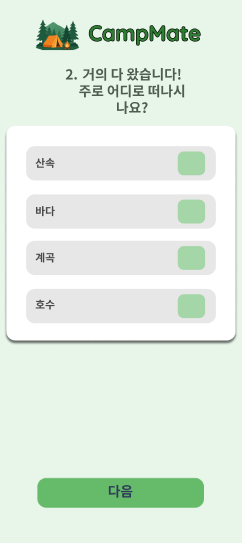 CampMate
2. 거의 다 왔습니다!
주로 어디로 떠나시
나요?
산속
바다
계곡
호수
다음